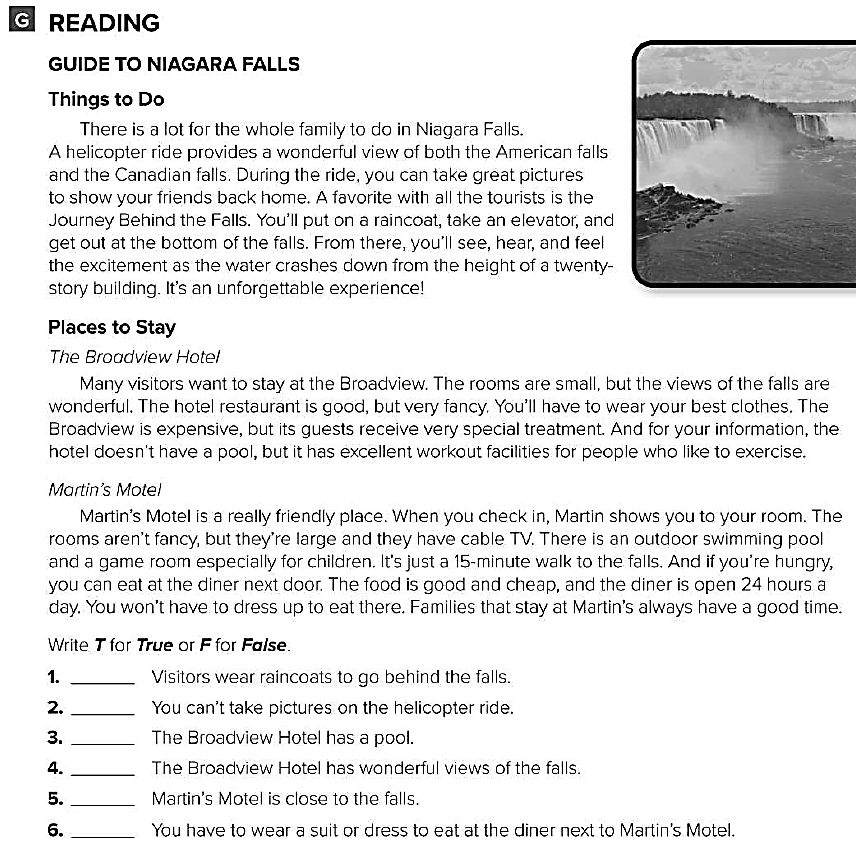 G READING
GUIDE TO NIAGARA FALLS
Things to Do
There is a lot for the whole family to do in Niagara Falls.
A helicopter ride provides a wonderful view of both the American falls
and the Canadian falls. During the ride, you can take great pictures
to show your friends back home. A favorite with all the tourists is the
Journey Behind the Falls. You'll put on a raincoat, take an elevator, and
get out at the bottom of the falls. From there, you'll see, hear, and feel
the excitement as the water crashes down from the height of a twenty-
story building. It's an unforgettable experience!
Places to Stay
The Broadview Hotel
Many visitors want to stay at the Broadview. The rooms are small, but the views of the falls are
wonderful. The hotel restaurant is good, but very fancy. You'll have to wear your best clothes. The
Broadview is expensive, but its guests receive very special treatment. And for your information, the
hotel doesn't have a pool, but it has excellent workout facilities for people who like to exercise.
Martin's Motel
Martin's Motel is a really friendly place. When you check in, Martin shows you to your room. The
rooms aren't fancy, but they're large and they have cable TV. There is an outdoor swimming pool
and a game room especially for children. It's just a 15-minute walk to the falls. And if you're hungry,
you can eat at the diner next door. The food is good and cheap, and the diner is open 24 hours a
day. You won't have to dress up to eat there. Families that stay at Martin's always have a good time.
Write T for True or F for False.
1. ______ Visitors wear raincoats to go behind the falls.
2. ______ You can't take pictures on the helicopter ride.
3. ______ The Broadview Hotel has a pool.
4. ______ The Broadview Hotel has wonderful views of the falls.
5. ______ Martin's Motel is close to the falls.
6. ______ You have to wear a suit or dress to eat at the diner next to Martin's Motel.